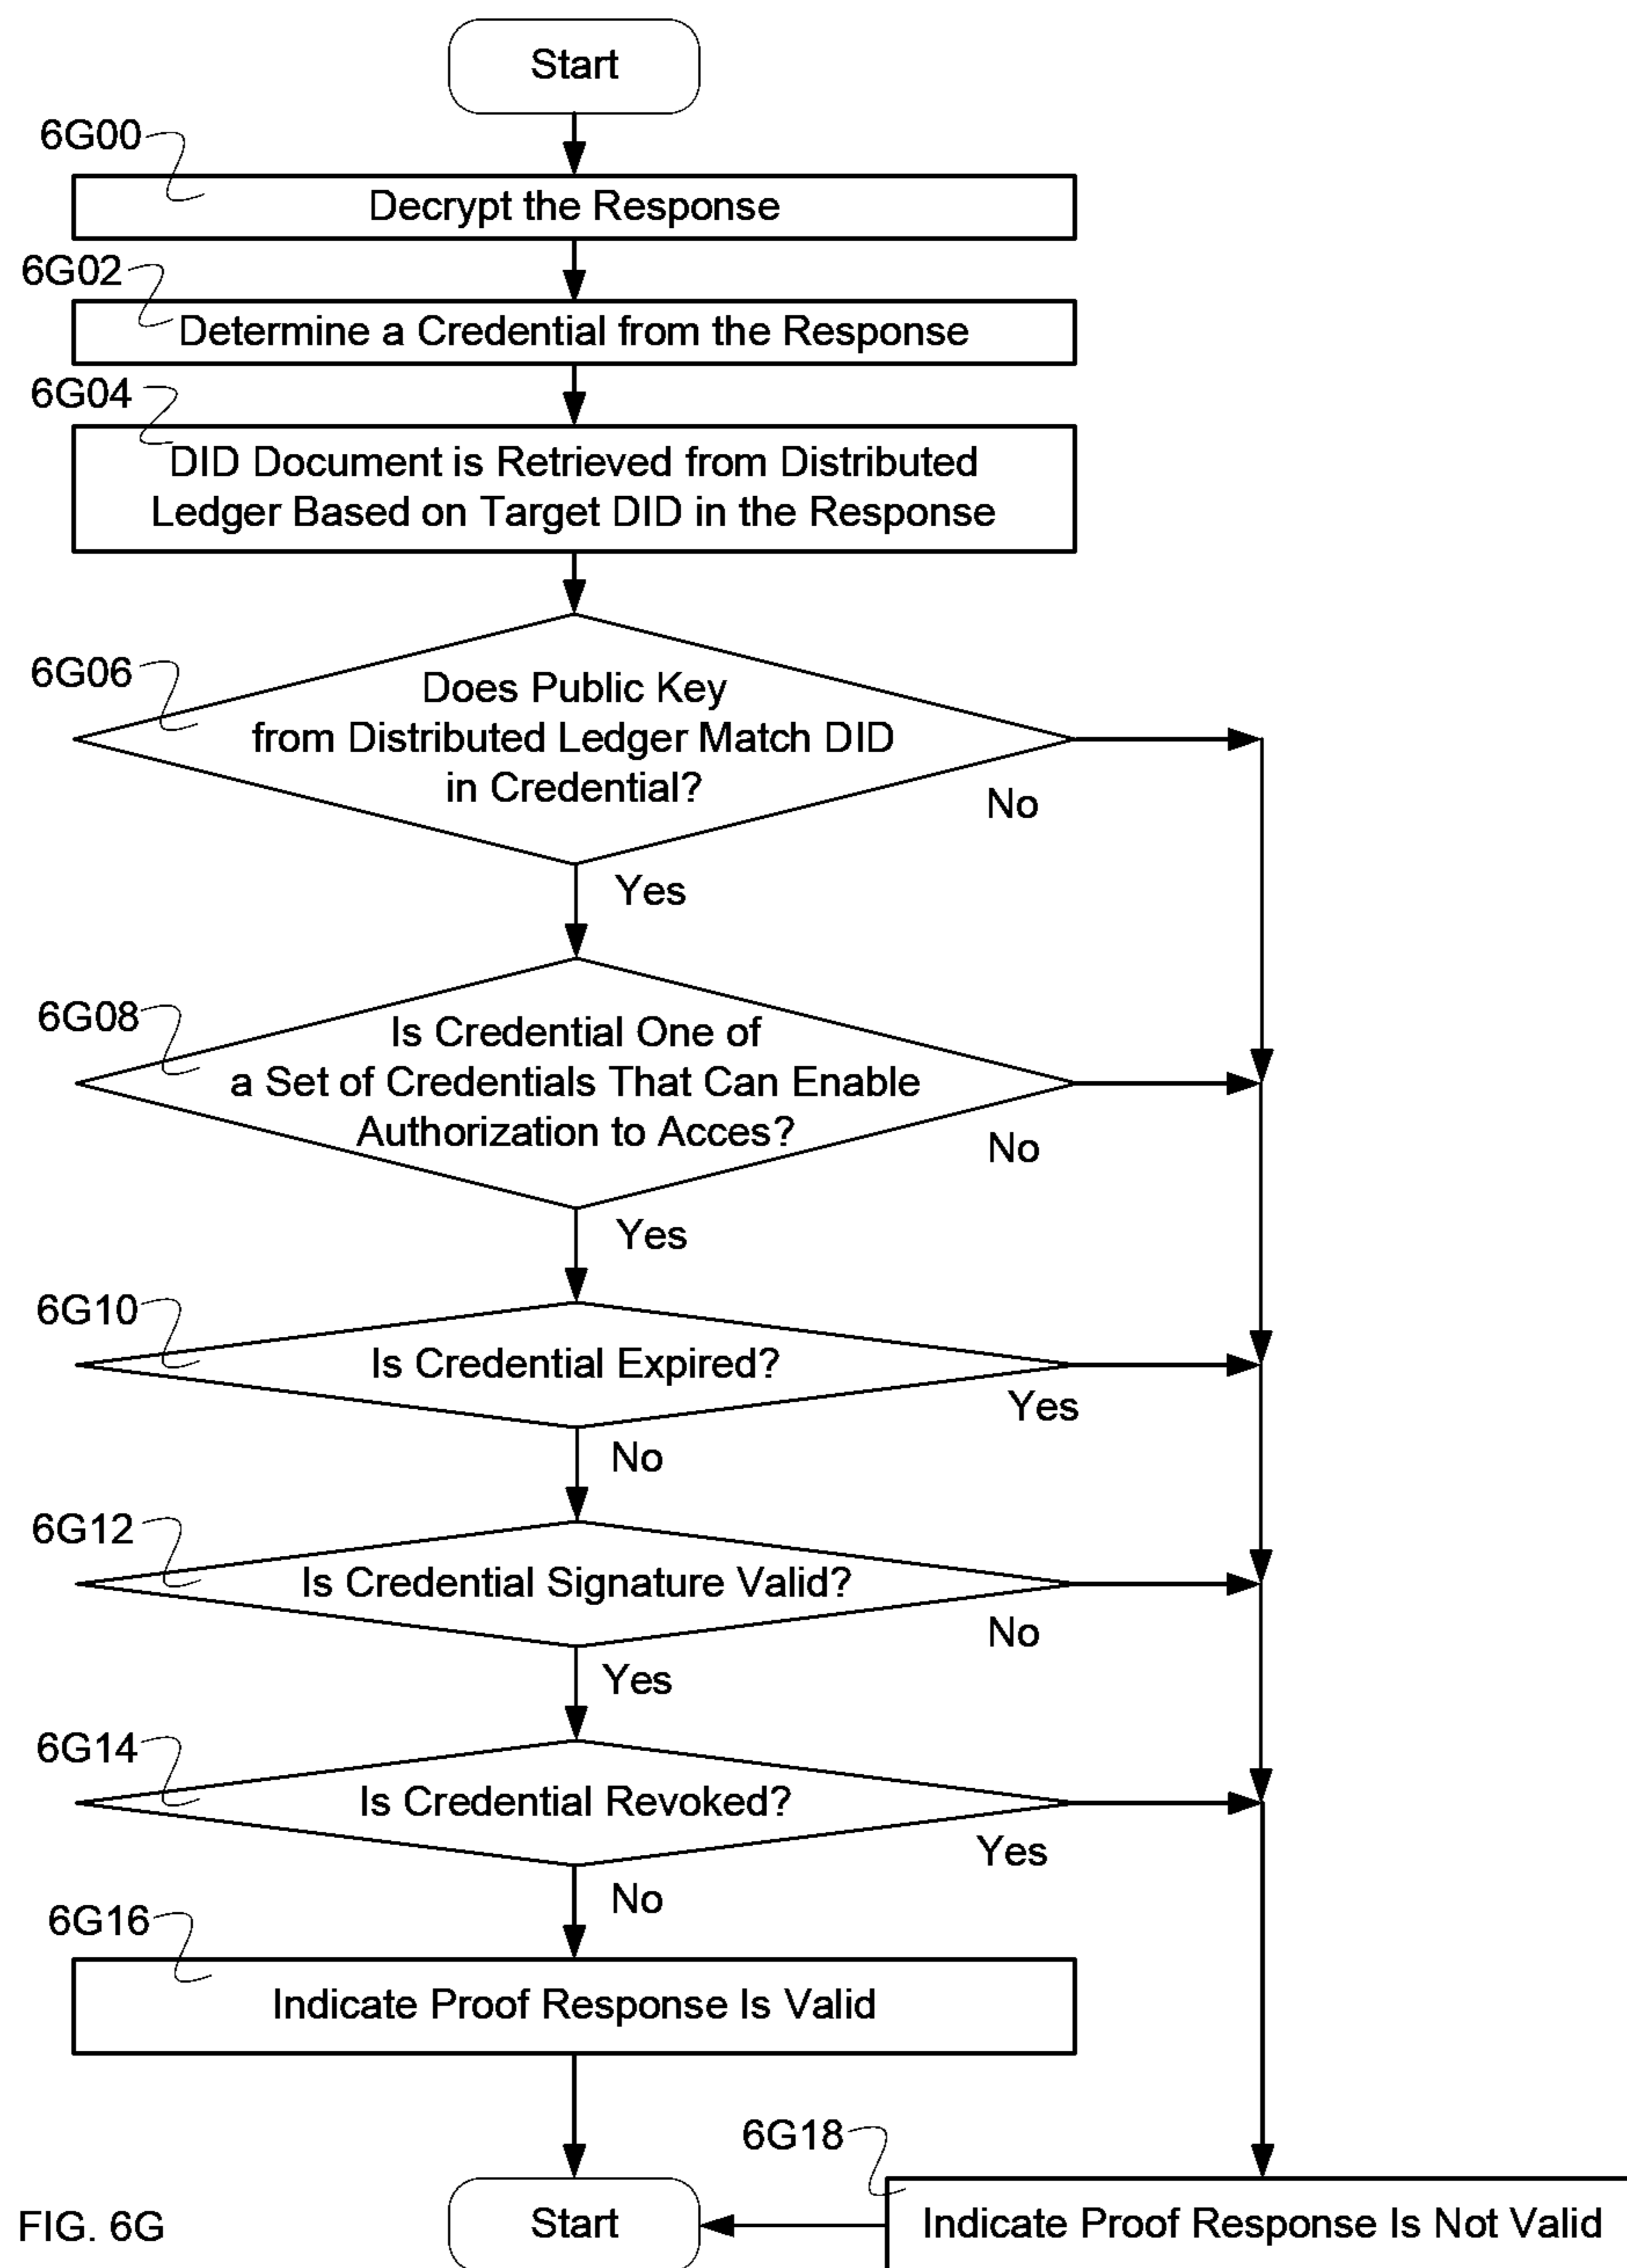 Start
6G00
Decrypt the Response
6G02
Determine a Credential from the Response
6G04
DID Document is Retrieved from Distributed
Ledger Based on Target DID in the Response
6G06
Does Public Key
from Distributed Ledger Match DID
in Credential?
No
Yes
6G08
Is Credential One of
a Set of Credentials That Can Enable
Authorization to Acces?
No
Yes
6G10
Is Credential Expired?
Yes
No
6G12
Is Credential Signature Valid?
No
Yes
6G14
Is Credential Revoked?
Yes
No
6G16
Indicate Proof Response Is Valid
6G18
Start
Indicate Proof Response Is Not Valid
FIG. 6G